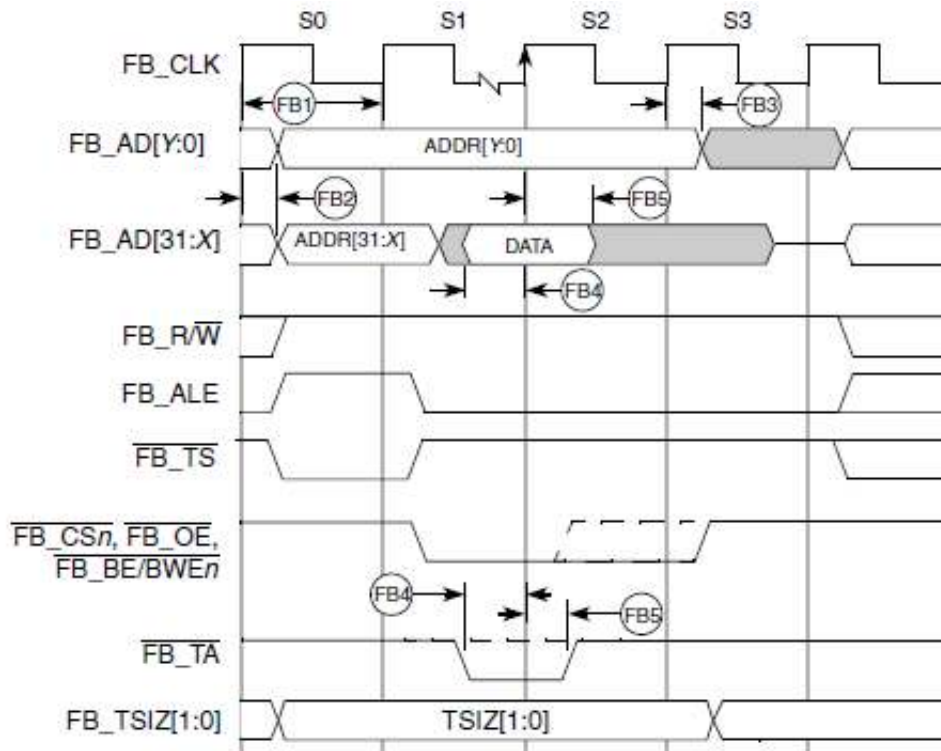 S0 S1 S2 S3
FB_CLK
FB1 FB3
FB_AD[Y:0] ADDR[Y:0]
FB2 FB5
FB_AD[31:X] ADDR[31:X] DATA
FB4
FB_R/W
FB_ALE
FB_TS
FB_CSn, FB_OE,
FB_BE/BWEn
FB4 FB5
FB_TA
FB_TSIZ[1:0] TSIZ[1:0]